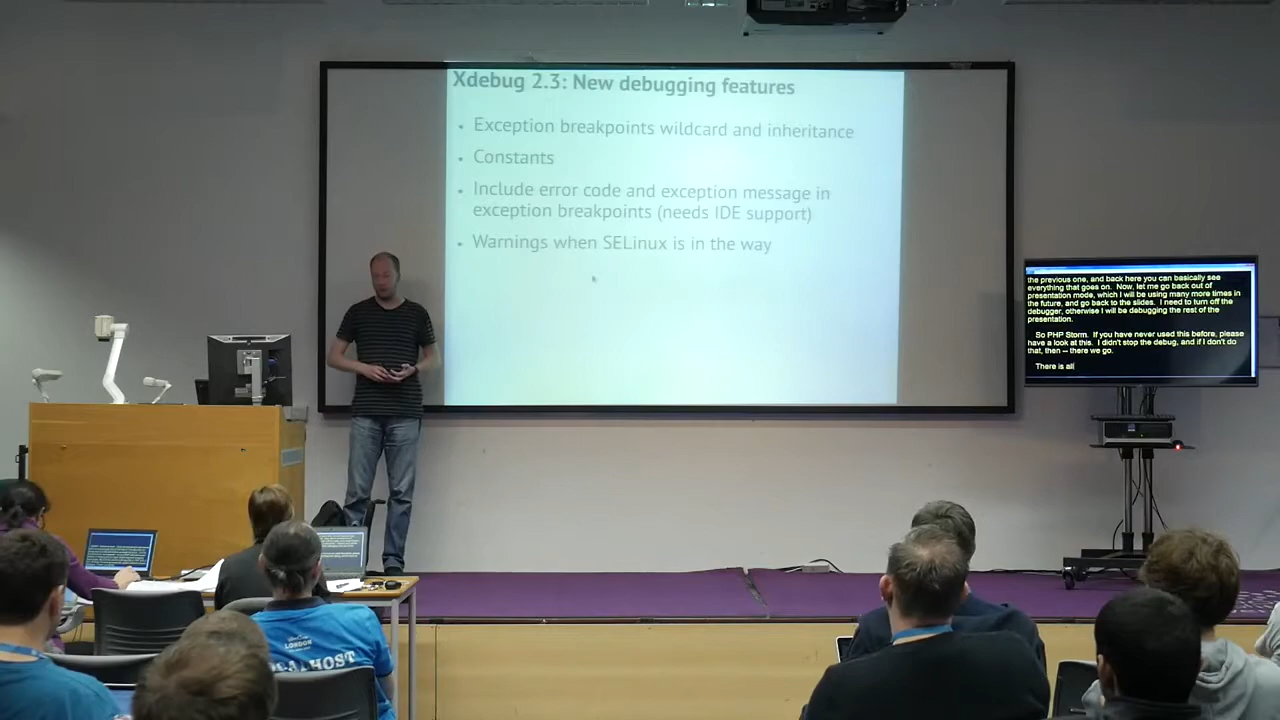 Xdebug 2.3: New debugging features
• Exception breakpoints wildcard and inheritance
• Constants
• Include error code and exception message in
exception breakpoints (needs IDE support)
• Warnings when SELinux is in the way
the previous one, and back here you can basically see
everything that goes on. Now, let me go back out of
presentation mode, which I will be using many more times in
the future, and go back to the slides. I need to turn off the
debugger, otherwise I will be debugging the rest of the
presentation.
So PHP Storm. If you have never used this before, please
have a look at this. I didn't stop the debug, and if I don't do
that, then -- there we go.
There is all
LONDON